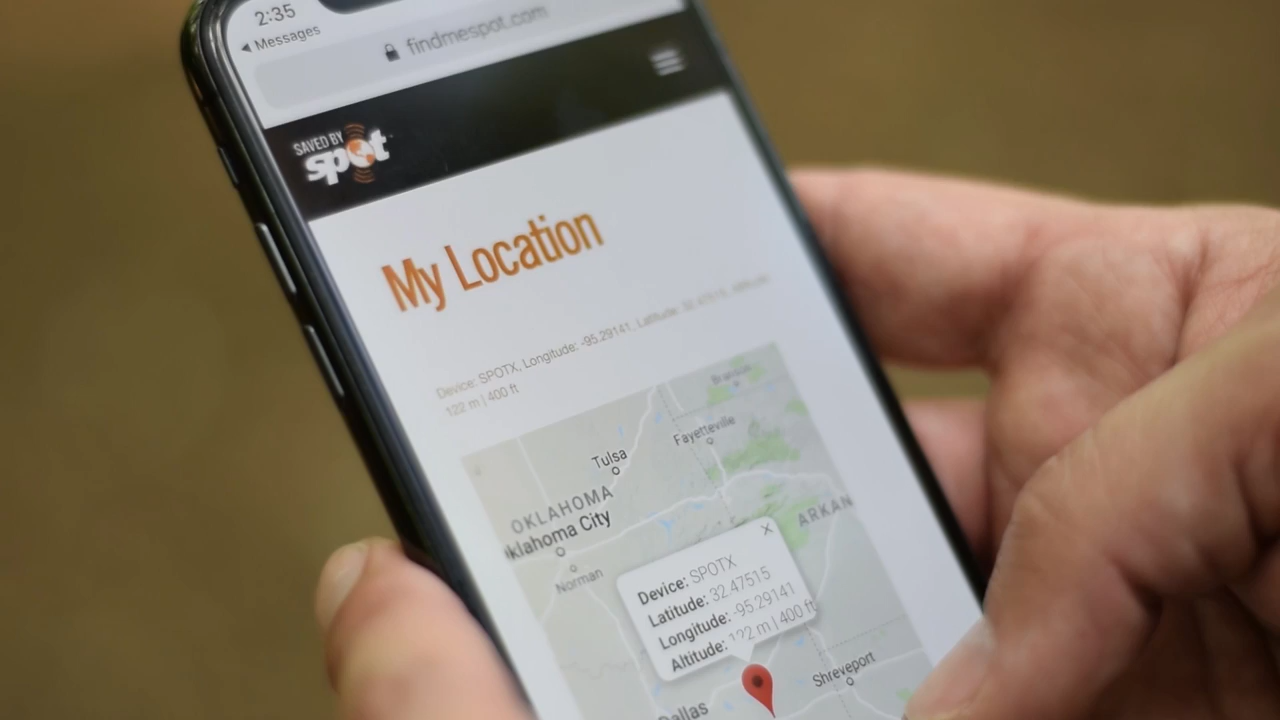 2:35
Messages
findmespot.com
SAVED BY
spot
My Location
Device: SPOTX, Longitude: -95.29141, Latitude: 32.47515,
122 m | 400 ft
Branson
Fayetteville
Tulsa
OKLAHOMA
ARKAN
klahoma City
Norman
Device: SPOTX
Latitude: 32.47515
Longitude: -95.29141
Altitude: 122 m | 400 ft
Shreveport
Dallas